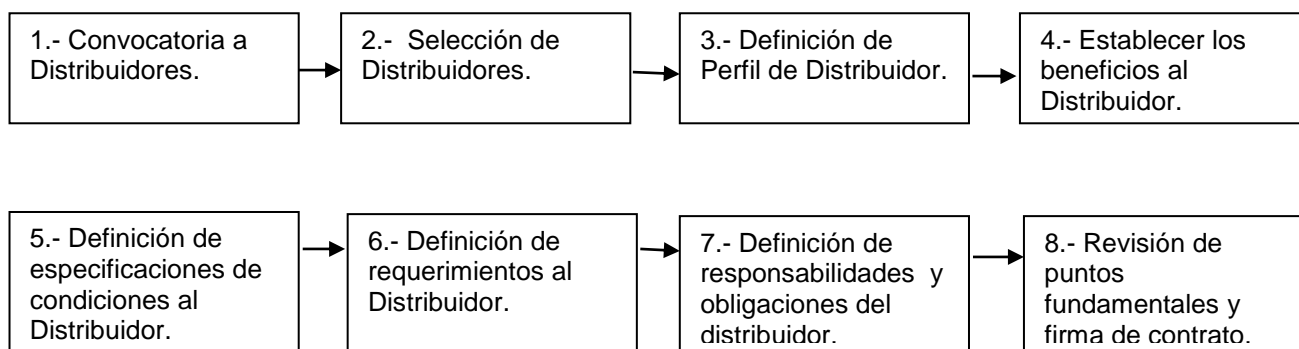 1.- Convocatoria a
Distribuidores.
2.- Selección de
Distribuidores.
3.- Definición de
Perfil de Distribuidor.
4.- Establecer los
beneficios al
Distribuidor.
5.- Definición de
especificaciones de
condiciones al
Distribuidor.
6.- Definición de
requerimientos al
Distribuidor.
7.- Definición de
responsabilidades y
obligaciones del
distribuidor.
8.- Revisión de
puntos
fundamentales y
firma de contrato.